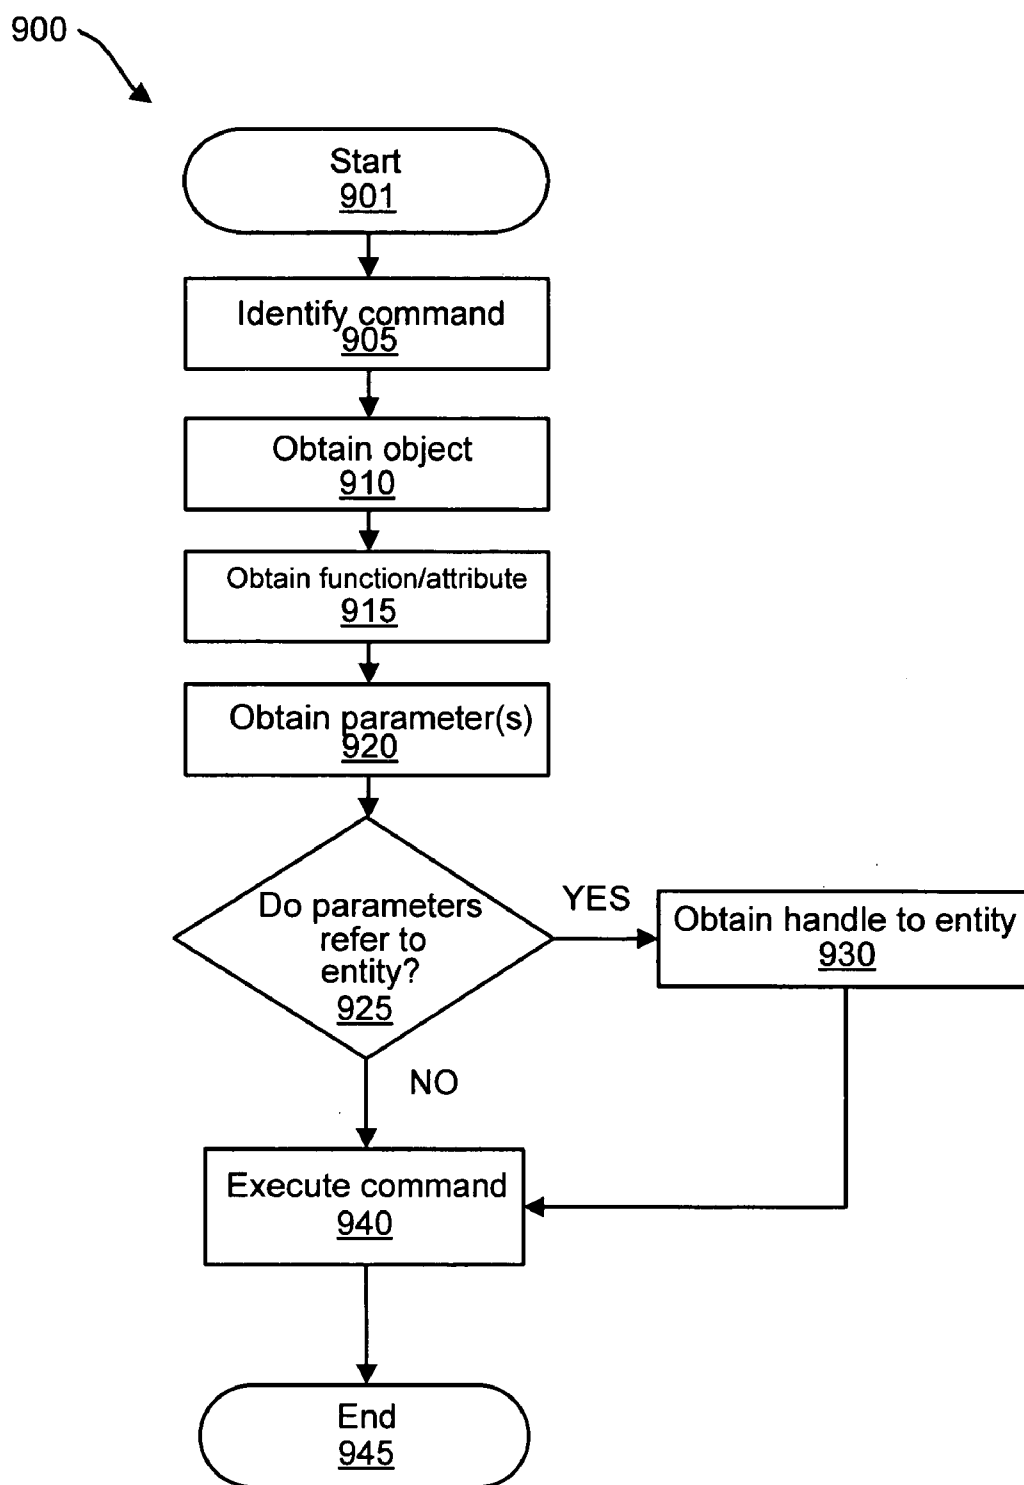 900
Start
901
Identify command
905
Obtain object
910
Obtain function/attribute
915
Obtain parameter(s)
920
Do parameters
refer to
entity?
925
YES
Obtain handle to entity
930
NO
Execute command
940
End
945